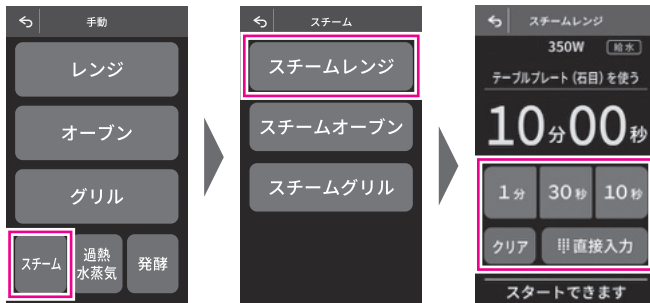 手動
レンジ
オーブン
グリル
スチーム
過熱
水蒸気
発酵
スチーム
スチームレンジ
スチームオーブン
スチームグリル
スチームレンジ
350W 給水
テーブルプレート(石目)を使う
10分00秒
1分 30秒 10秒
クリア 直接入力
スタートできます